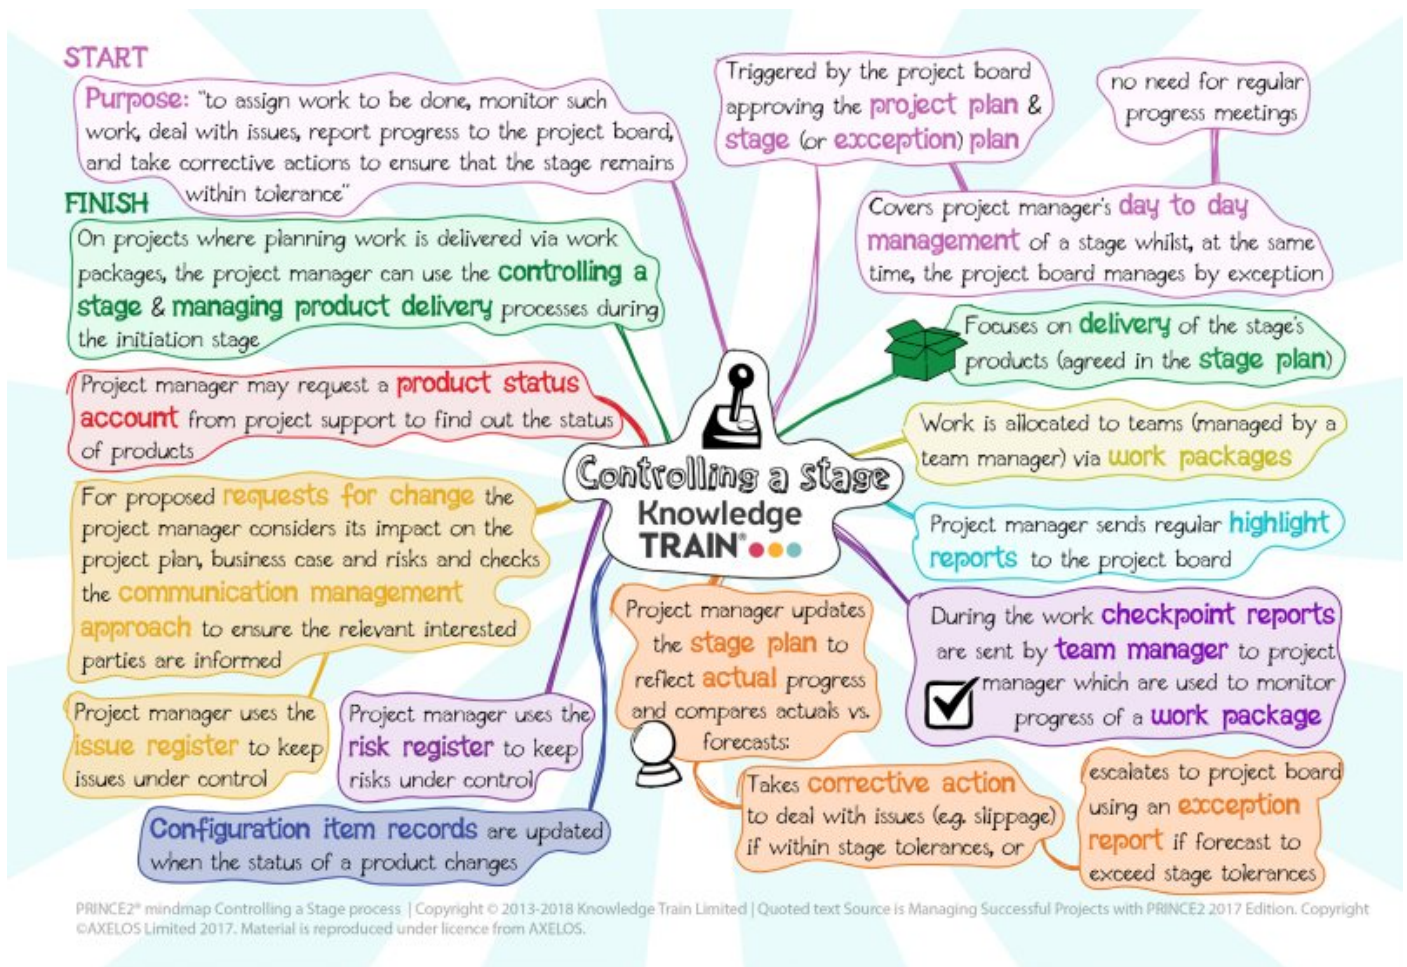 START
Purpose: "to assign work to be done, monitor such
work, deal with issues, report progress to the project board,
and take corrective actions to ensure that the stage remains
within tolerance"
Triggered by the project board
approving the project plan &
stage (or exception) plan
no need for regular
progress meetings
Covers project manager's day to day
management of a stage whilst, at the same
time, the project board manages by exception
Focuses on delivery of the stage's
products (agreed in the stage plan)
Work is allocated to teams (managed by a
team manager) via work packages
Project manager sends regular highlight
reports to the project board
During the work checkpoint reports
are sent by team manager to project
manager which are used to monitor
progress of a work package
Controlling a Stage
Knowledge
TRAIN®
Project manager updates
the stage plan to
reflect actual progress
and compares actuals vs.
forecasts:
Takes corrective action
to deal with issues (e.g. slippage)
if within stage tolerances, or
escalates to project board
using an exception
report if forecast to
exceed stage tolerances
Configuration item records are updated
when the status of a product changes
Project manager uses the
risk register to keep
risks under control
For proposed requests for change the
project manager considers its impact on the
project plan, business case and risks and checks
the communication management
approach to ensure the relevant interested
parties are informed
Project manager uses the
issue register to keep
issues under control
Project manager may request a product status
account from project support to find out the status
of products
FINISH
On projects where planning work is delivered via work
packages, the project manager can use the controlling a
stage & managing product delivery processes during
the initiation stage
PRINCE2® mindmap Controlling a Stage process | Copyright © 2013-2018 Knowledge Train Limited | Quoted text Source is Managing Successful Projects with PRINCE2 2017 Edition. Copyright
©AXELOS Limited 2017. Material is reproduced under licence from AXELOS.